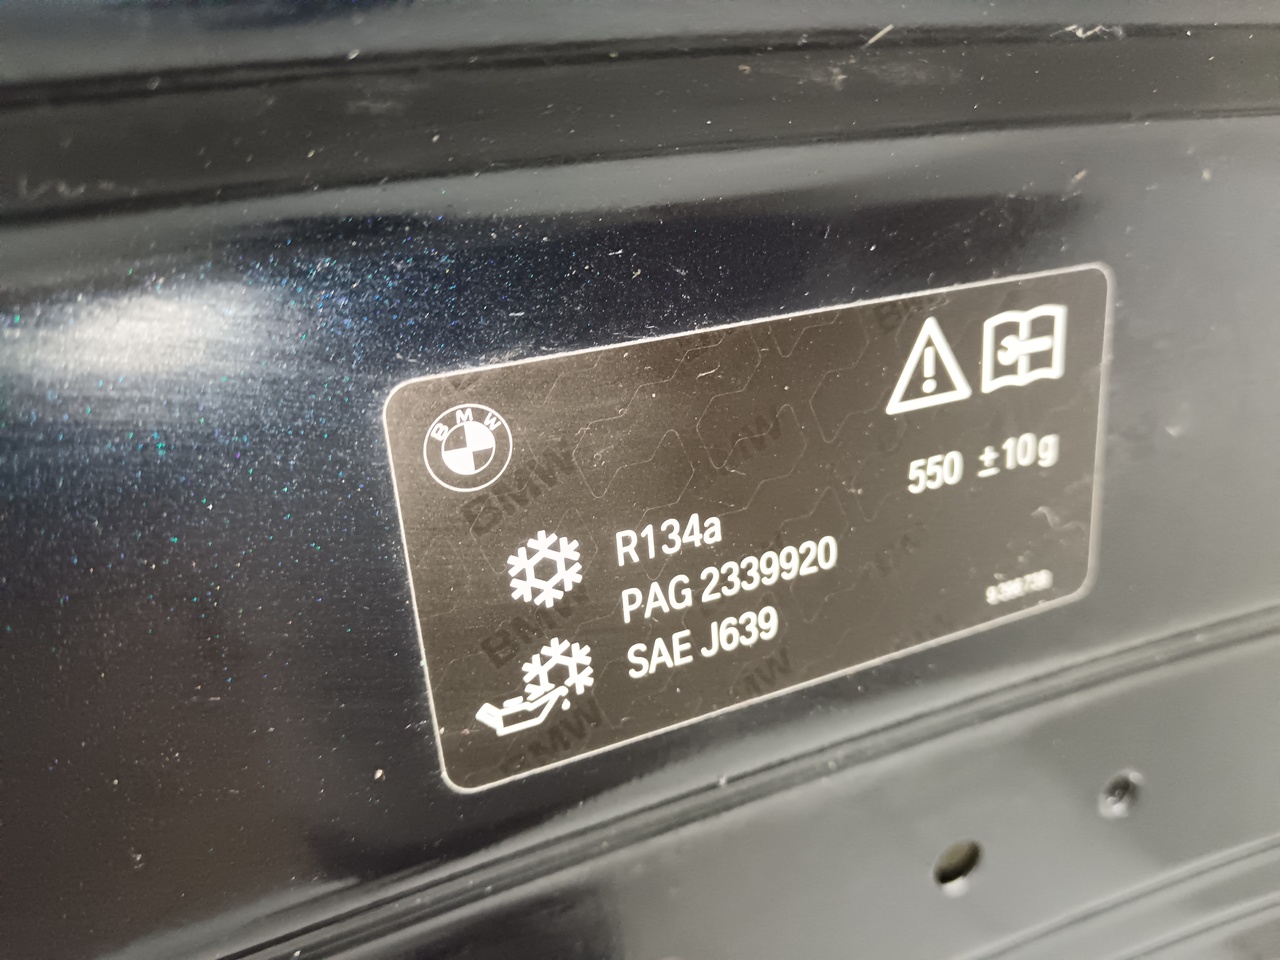 BMW
550 ±10g
R134a
PAG 2339920
SAE J639